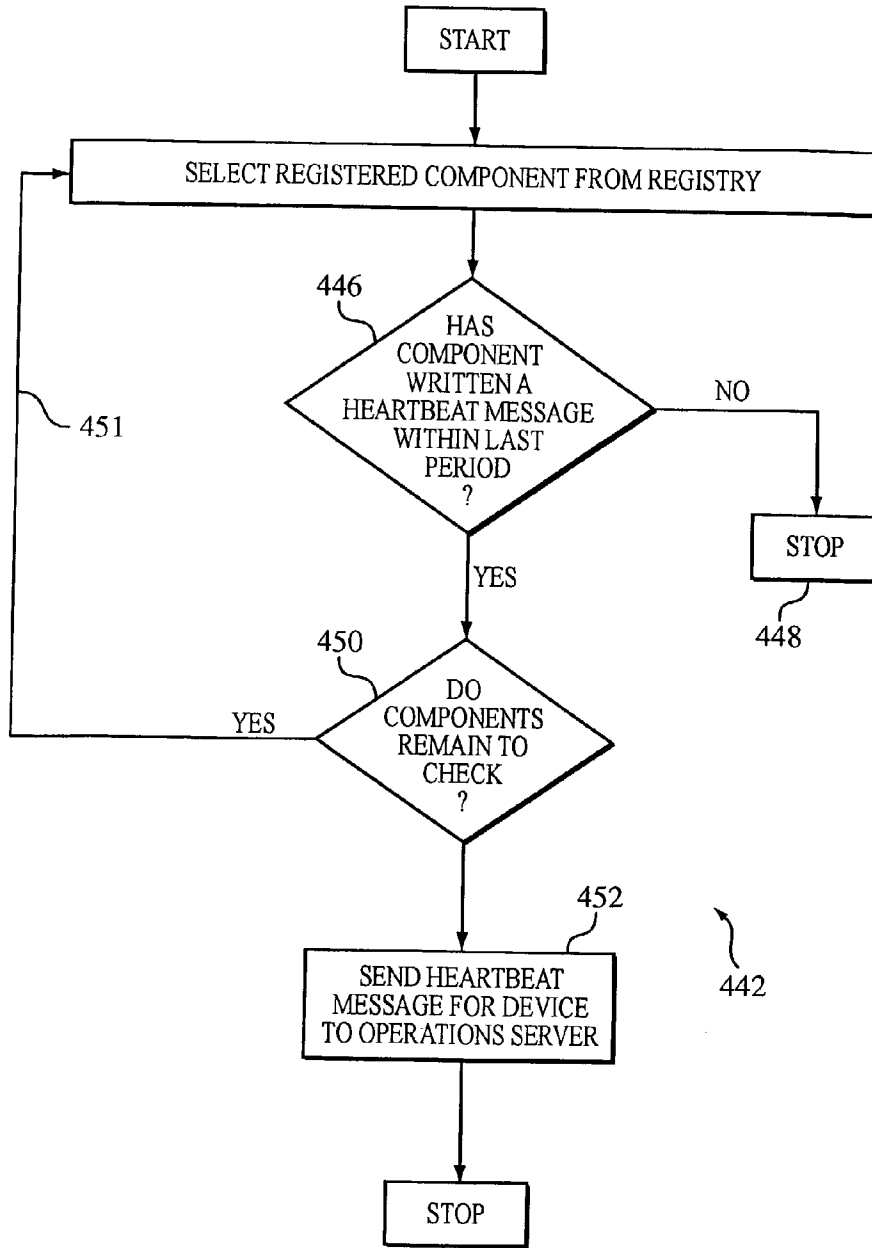 START
SELECT REGISTERED COMPONENT FROM REGISTRY
446
HAS
COMPONENT
WRITTEN A
HEARTBEAT MESSAGE
WITHIN LAST
PERIOD
?
NO
451
STOP
448
YES
450
DO
COMPONENTS
REMAIN TO
CHECK
?
YES
452
SEND HEARTBEAT
MESSAGE FOR DEVICE
TO OPERATIONS SERVER
442
STOP